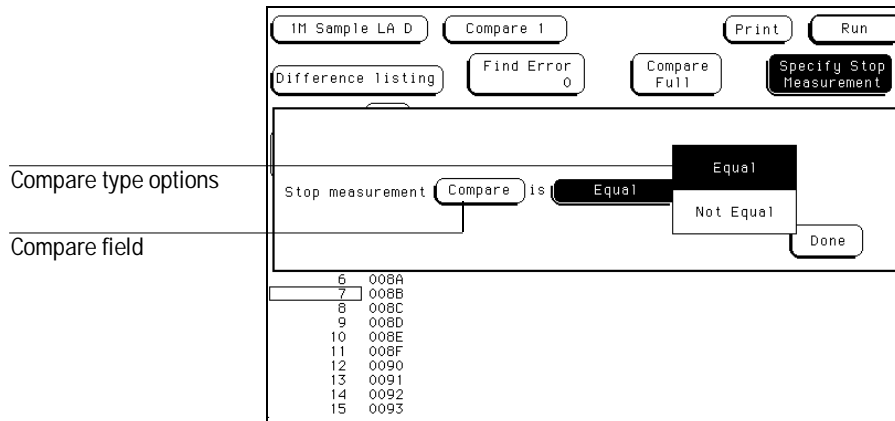 1M Sample LA D Compare 1 Print Run
Difference listing Find Error 0 Compare Full Specify Stop Measurement
Compare type options
Stop measurement Compare is Equal
Equal
Not Equal
Compare field
Done
6 008A
7 008B
8 008C
9 008D
10 008E
11 008F
12 0090
13 0091
14 0092
15 0093